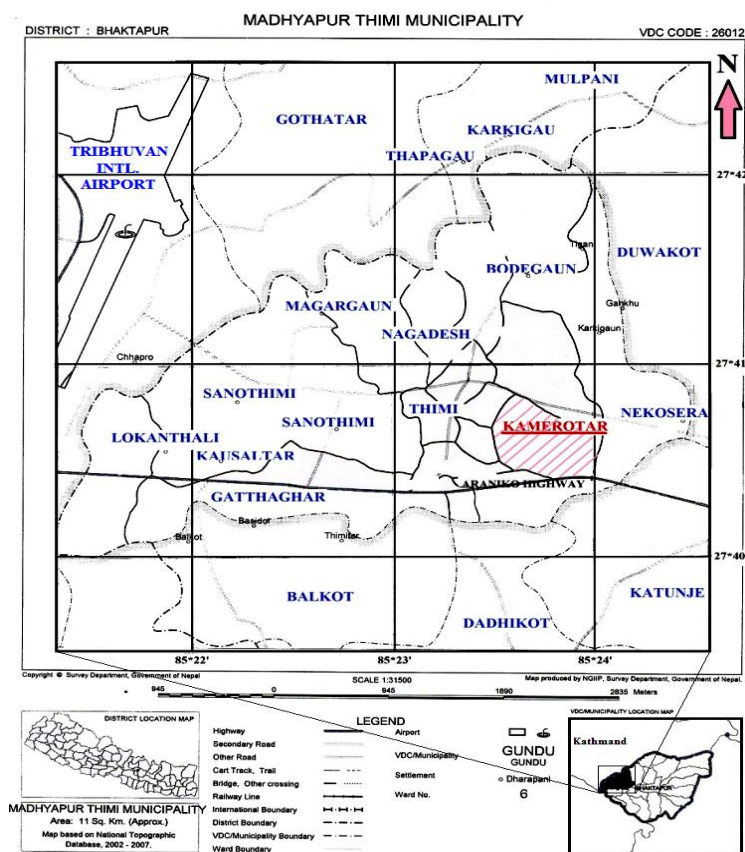 MADHYAPUR THIMI MUNICIPALITY
DISTRICT : BHAKTAPUR
VDC CODE : 26012
N
MULPANI
GOTHATAR
KARKIGAU
TRIBHUVAN
INTL.
AIRPORT
THAPAGAU
27°42'
Tigan
DUWAKOT
BODEGAUN
MAGARGAUN
Gankhu
NAGADESH
Karkigaun
Chhapro
27°41'
SANOTHIMI
THIMI
NEKOSERA
SANOTHIMI
KAMEROTAR
LOKANTHALI
KAUSALTAR
ARANIKO HIGHWAY
GATTHAGHAR
Balkot
Thimitar
27°40'
BALKOT
KATUNJE
DADHIKOT
85°22'
85°23'
85°24'
Copyright © Survey Department, Government of Nepal
SCALE 1:31500
Map produced by NGIIP, Survey Department, Government of Nepal.
945 0 945 1890 2835 Meters
DISTRICT LOCATION MAP
MADHYAPUR THIMI MUNICIPALITY
Area: 11 Sq. Km. (Approx.)
Map based on National Topographic
Database, 2002 - 2007.
LEGEND
Highway
Secondary Road
Other Road
Cart Track, Trail
Bridge, Other crossing
Railway Line
International Boundary
District Boundary
VDC/Municipality Boundary
Ward Boundary
Airport
VDC/Municipality
GUNDU
GUNDU
Settlement
Dharapani
Ward No.
6
VDC/MUNICIPALITY LOCATION MAP
Kathmand
BHAKTAPUR